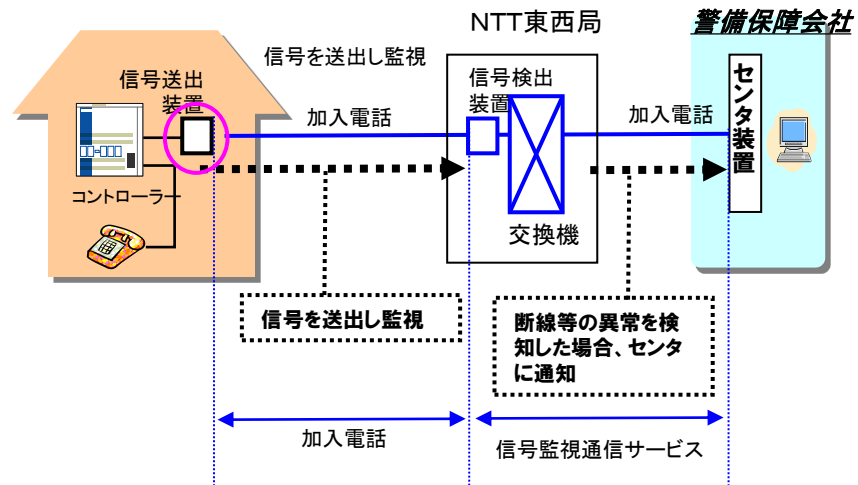 NTT東西局
警備保障会社
信号を送出し監視
信号送出
装置
信号検出
装置
加入電話
加入電話
センタ装置
コントローラー
交換機
信号を送出し監視
断線等の異常を検
知した場合、センタ
に通知
加入電話
信号監視通信サービス